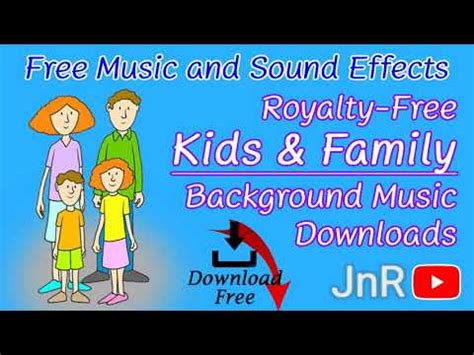 Free Music and Sound Effects
Royalty-Free
Kids & Family
Background Music
Downloads
Download
Free
JnR